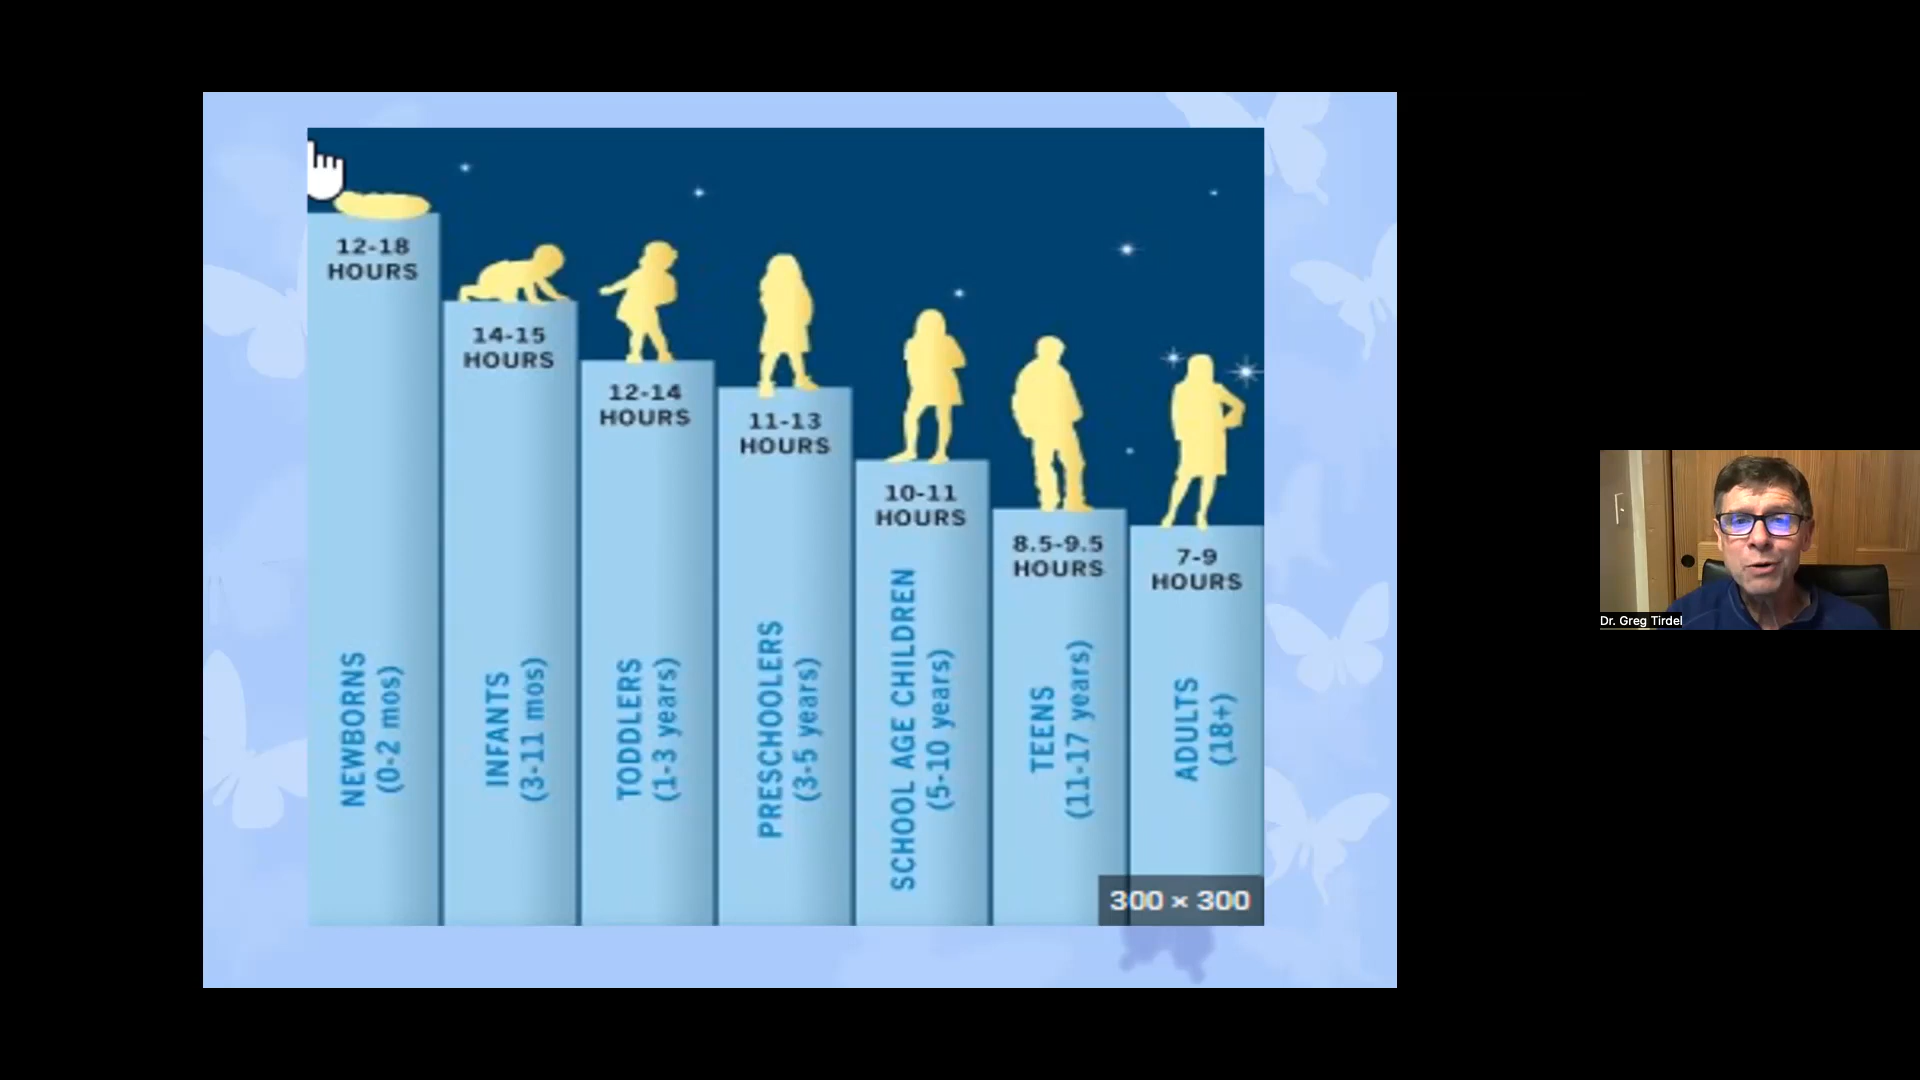 12-18
HOURS
14-15
HOURS
12-14
HOURS
11-13
HOURS
10-11
HOURS
8.5-9.5
HOURS
7-9
HOURS
NEWBORNS
(0-2 mos)
INFANTS
(3-11 mos)
TODDLERS
(1-3 years)
PRESCHOOLERS
(3-5 years)
SCHOOL AGE CHILDREN
(5-10 years)
TEENS
(11-17 years)
ADULTS
(18+)
300 × 300
Dr. Greg Tirdel